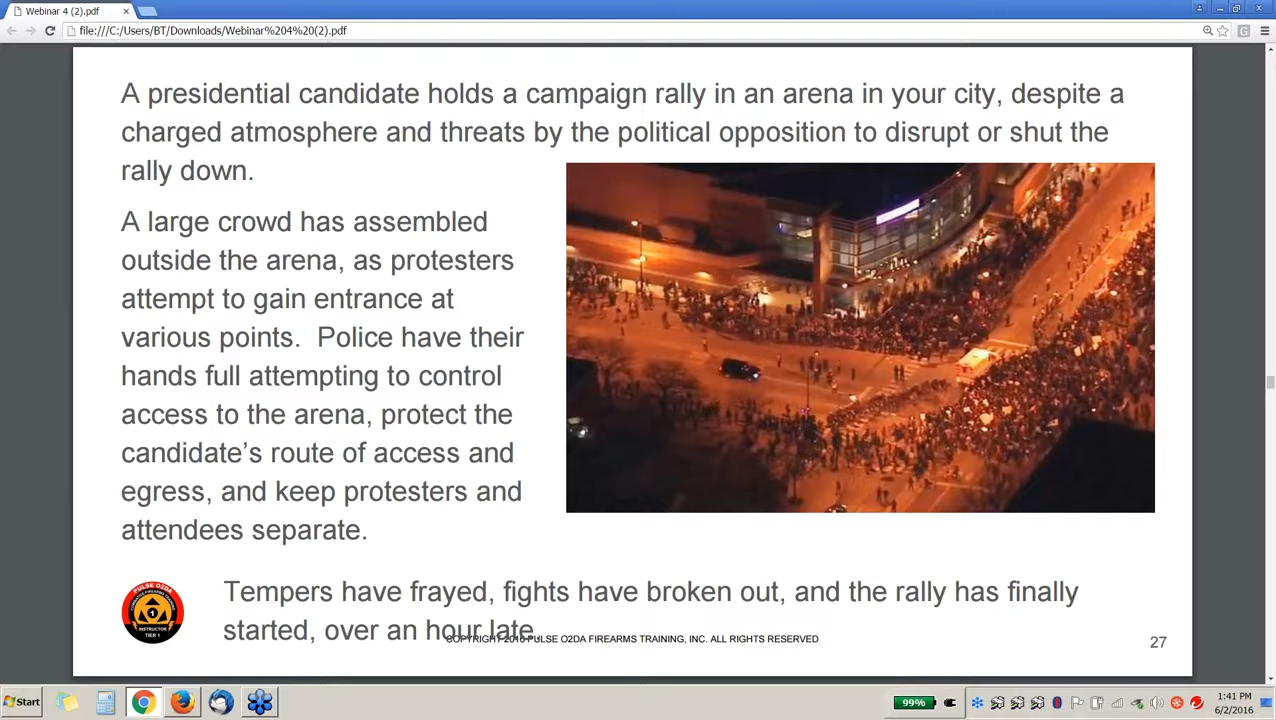 Webinar 4 (2).pdf
file:///C:/Users/BT/Downloads/Webinar%204%20(2).pdf
A presidential candidate holds a campaign rally in an arena in your city, despite a
charged atmosphere and threats by the political opposition to disrupt or shut the
rally down.
A large crowd has assembled
outside the arena, as protesters
attempt to gain entrance at
various points.  Police have their
hands full attempting to control
access to the arena, protect the
candidate’s route of access and
egress, and keep protesters and
attendees separate.
PULSE O2DA
INSTRUCTOR
TIER 1
1
Tempers have frayed, fights have broken out, and the rally has finally
started, over an hour late.
COPYRIGHT 2016 PULSE O2DA FIREARMS TRAINING, INC. ALL RIGHTS RESERVED
27
Start
99%
1:41 PM
6/2/2016